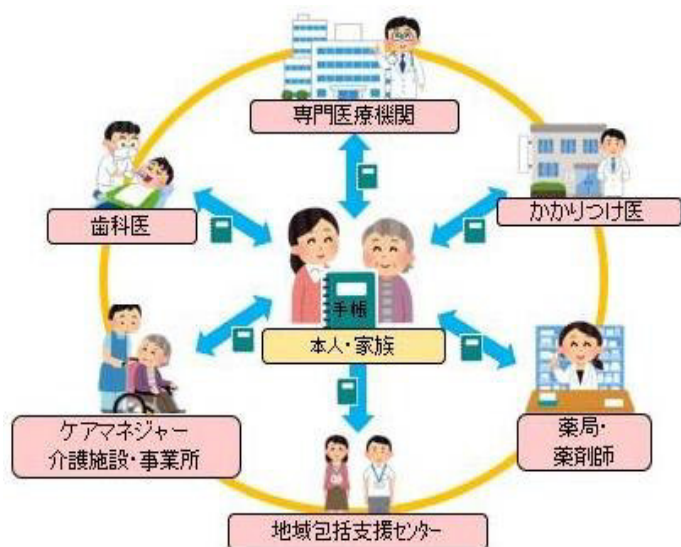 専門医療機関
歯科医
かかりつけ医
手帳
本人・家族
ケアマネジャー
介護施設・事業所
薬局・
薬剤師
地域包括支援センター